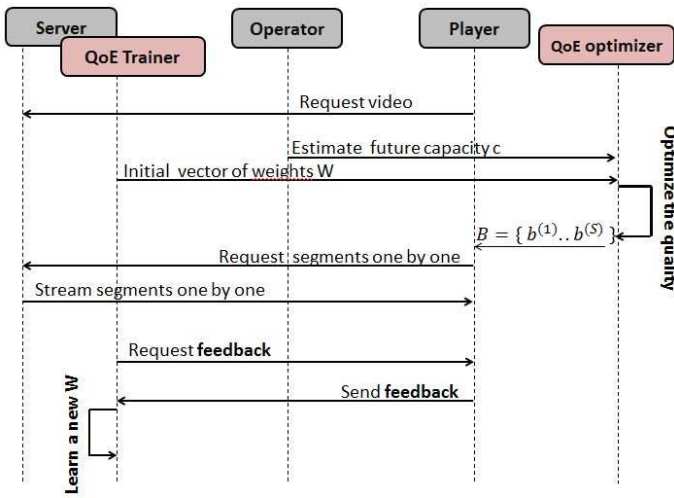 Server
Operator
Player
QoE Trainer
QoE optimizer
Request video
Estimate future capacity c
Initial vector of weights W
Optimize the quality
B = { b⁽¹⁾.. b⁽ˢ⁾ }
Request segments one by one
Stream segments one by one
Request feedback
Send feedback
Learn a new W